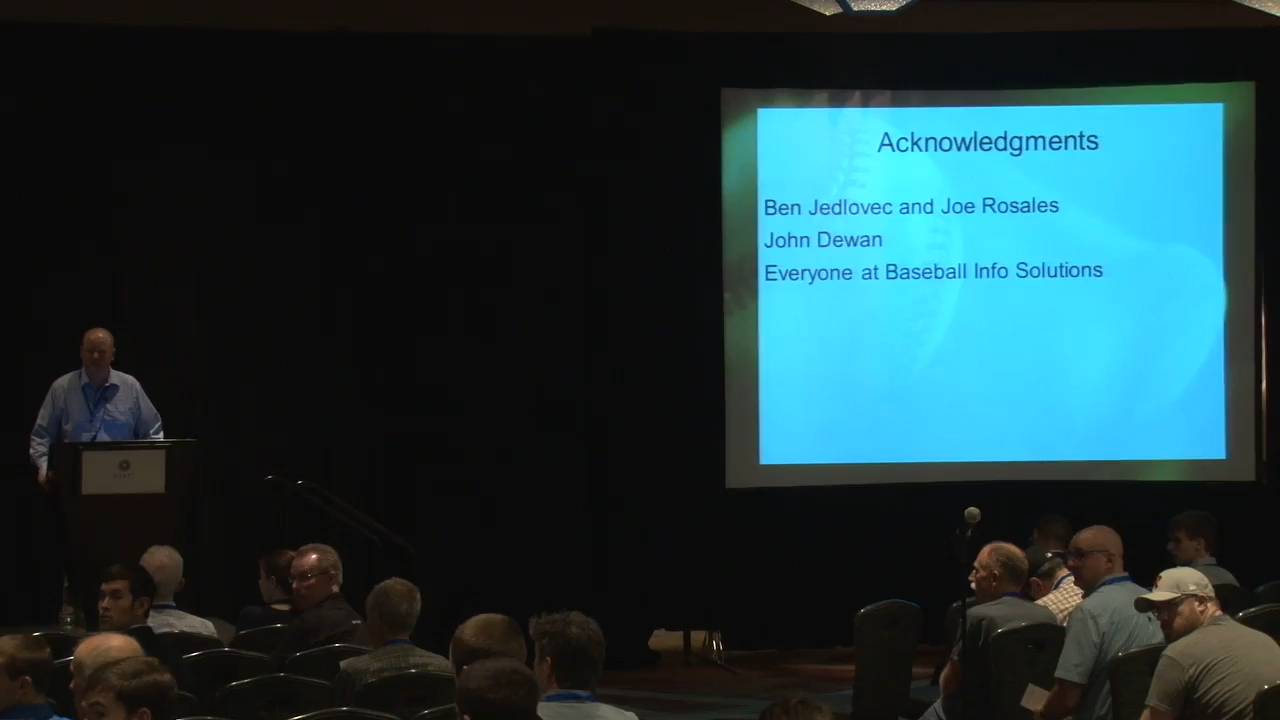 Acknowledgments
Ben Jedlovec and Joe Rosales
John Dewan
Everyone at Baseball Info Solutions